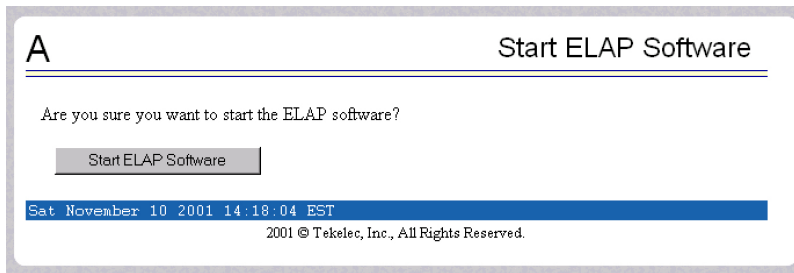 A Start ELAP Software
Are you sure you want to start the ELAP software?
Start ELAP Software
Sat November 10 2001 14:18:04 EST
2001 © Tekelec, Inc., All Rights Reserved.